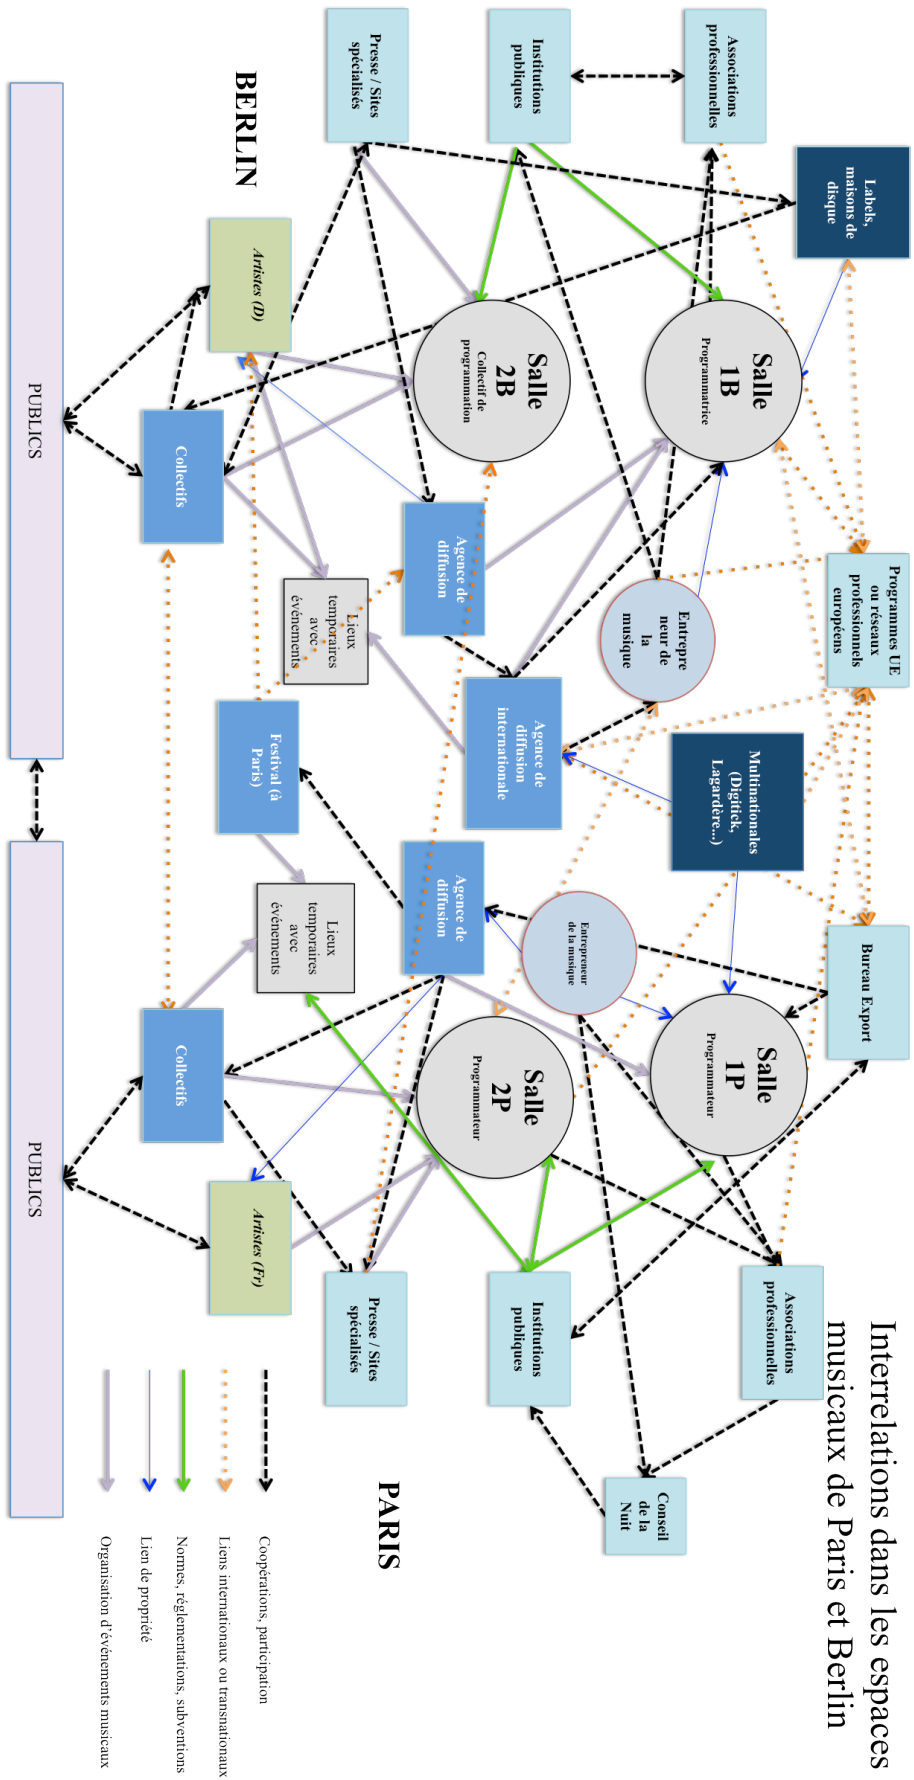 Interrelations dans les espaces
musicaux de Paris et Berlin
Labels,
maisons de
disque
Programmes UE
ou réseaux
professionnels
européens
Bureau Export
Associations
professionnelles
Multinationales
(Digitick,
Lagardère...)
Associations
professionnelles
Salle
1B
Programmatrice
Entrepre
neur de
la
musique
Salle
1P
Programmateur
Conseil
de la
Nuit
Institutions
publiques
Salle
2B
Collectif de
programmation
Agence de
diffusion
internationale
Entrepreneur
de la musique
Salle
2P
Programmateur
Institutions
publiques
Presse / Sites
spécialisés
Agence de
diffusion
Agence de
diffusion
Presse / Sites
spécialisés
PARIS
BERLIN
Lieux
temporaires
avec
événements
Lieux
temporaires
avec
événements
Artistes (D)
Festival (à
Paris)
Artistes (Fr)
Collectifs
Collectifs
Coopérations, participation
Liens internationaux ou transnationaux
Normes, réglementations, subventions
Lien de propriété
Organisation d'événements musicaux
PUBLICS
PUBLICS